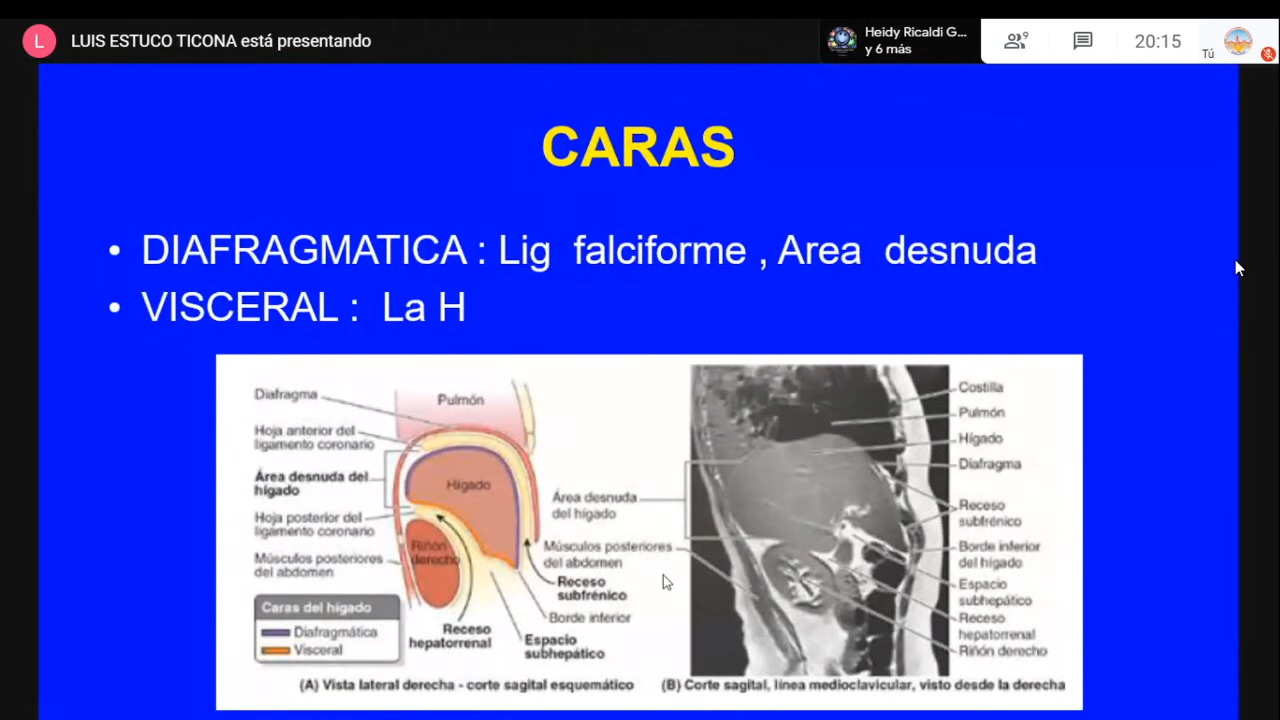 L
LUIS ESTUCO TICONA está presentando
Heidy Ricaldi G...
y 6 más
9
20:15
Tú
CARAS
• DIAFRAGMATICA : Lig falciforme , Area desnuda
• VISCERAL : La H
Diafragma
Hoja anterior del
ligamento coronario
Área desnuda del
hígado
Hoja posterior del
ligamento coronario
Músculos posteriores
del abdomen
Caras del hígado
Diafragmática
Visceral
Pulmón
Hígado
Riñón
derecho
Receso
hepatorrenal
Receso
subfrénico
Borde inferior
Espacio
subhepático
(A) Vista lateral derecha - corte sagital esquemático
Área desnuda
del hígado
Músculos posteriores
del abdomen
Costilla
Pulmón
Hígado
Diafragma
Receso
subfrénico
Borde inferior
del hígado
Espacio
subhepático
Receso
hepatorrenal
Riñón derecho
(B) Corte sagital, línea medioclavicular, visto desde la derecha